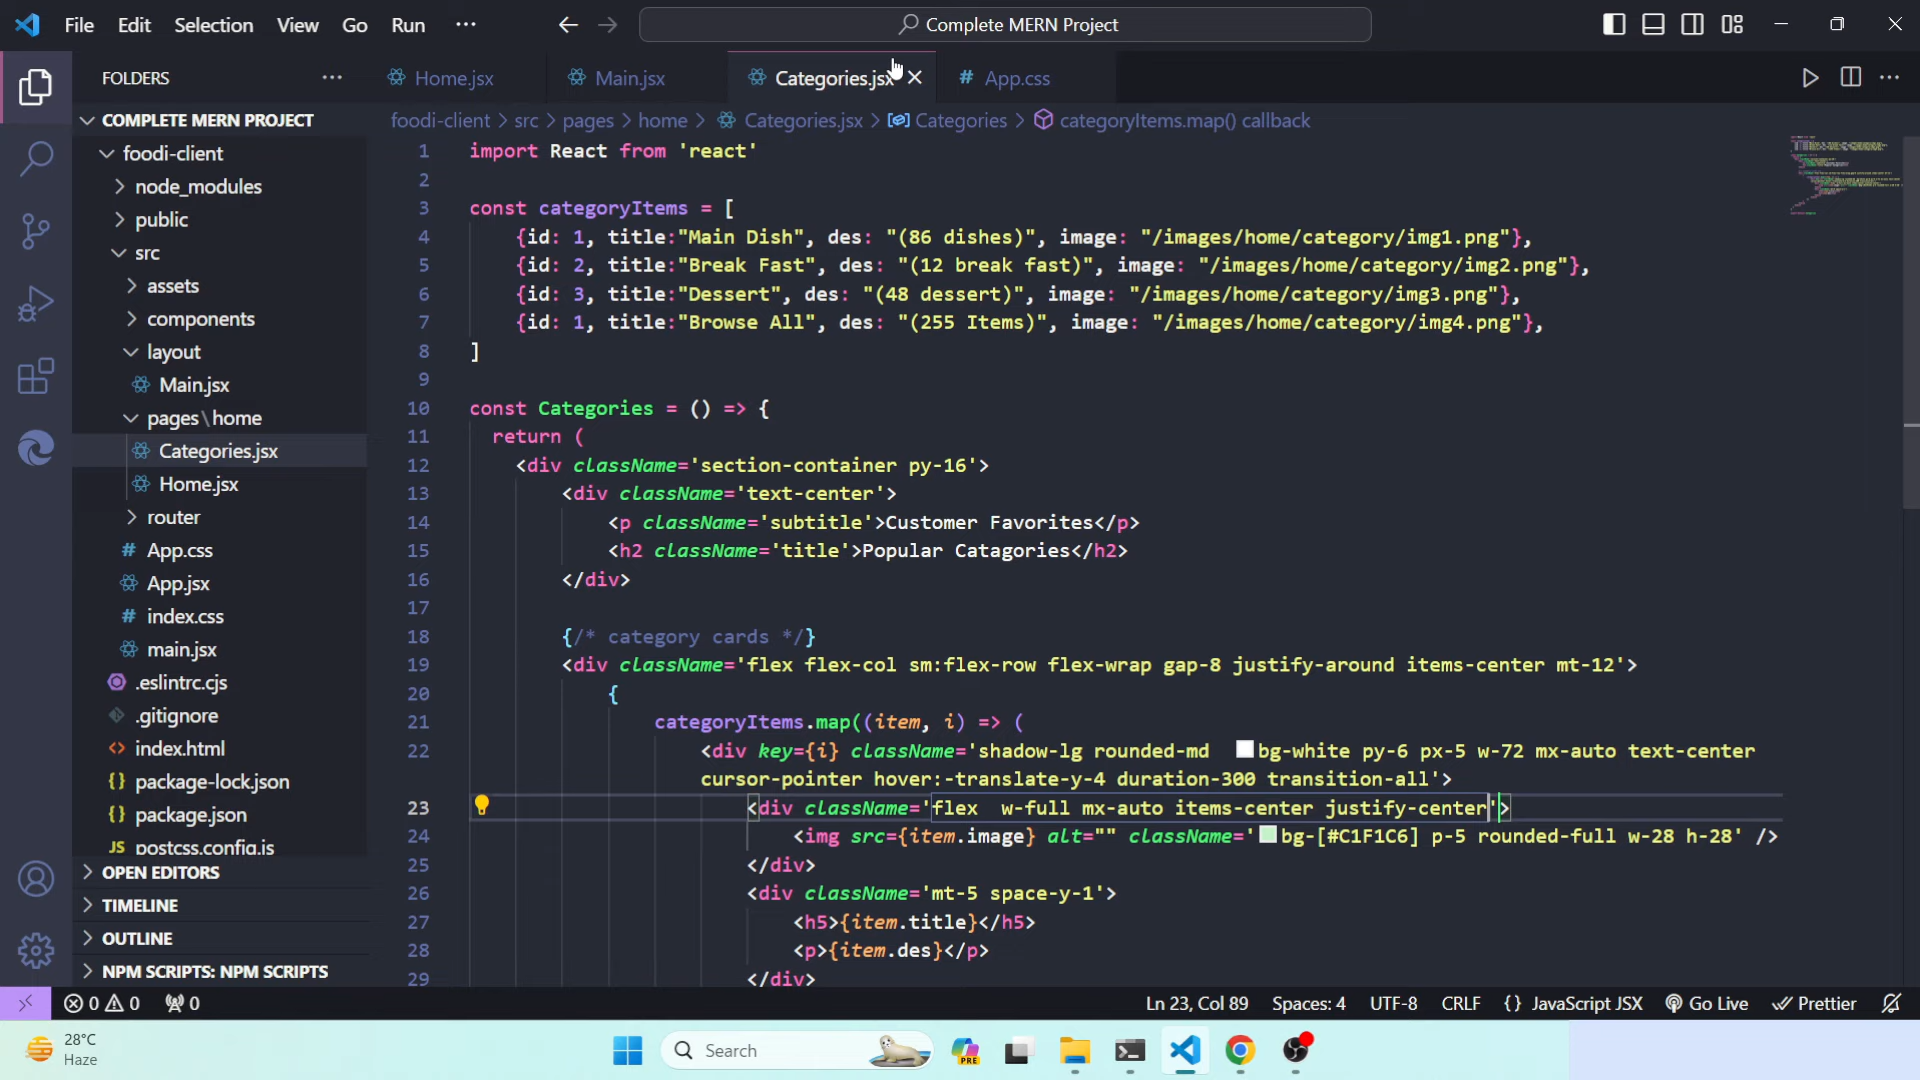 File Edit Selection View Go Run ··· Complete MERN Project
FOLDERS ···
Home.jsx Main.jsx Categories.jsx # App.css
COMPLETE MERN PROJECT
foodi-client > src > pages > home > Categories.jsx > Categories > categoryItems.map() callback
foodi-client
node_modules
public
src
assets
components
layout
Main.jsx
pages\home
Categories.jsx
Home.jsx
router
# App.css
App.jsx
# index.css
main.jsx
.eslintrc.cjs
.gitignore
<> index.html
{} package-lock.json
{} package.json
JS postcss.config.js
OPEN EDITORS
TIMELINE
OUTLINE
NPM SCRIPTS: NPM SCRIPTS
1 import React from 'react'
2
3 const categoryItems = [
4 {id: 1, title:"Main Dish", des: "(86 dishes)", image: "/images/home/category/img1.png"},
5 {id: 2, title:"Break Fast", des: "(12 break fast)", image: "/images/home/category/img2.png"},
6 {id: 3, title:"Dessert", des: "(48 dessert)", image: "/images/home/category/img3.png"},
7 {id: 1, title:"Browse All", des: "(255 Items)", image: "/images/home/category/img4.png"},
8 ]
9
10 const Categories = () => {
11 return (
12 <div className='section-container py-16'>
13 <div className='text-center'>
14 <p className='subtitle'>Customer Favorites</p>
15 <h2 className='title'>Popular Catagories</h2>
16 </div>
17
18 {/* category cards */}
19 <div className='flex flex-col sm:flex-row flex-wrap gap-8 justify-around items-center mt-12'>
20 {
21 categoryItems.map((item, i) => (
22 <div key={i} className='shadow-lg rounded-md bg-white py-6 px-5 w-72 mx-auto text-center
cursor-pointer hover:-translate-y-4 duration-300 transition-all'>
23 <div className='flex  w-full mx-auto items-center justify-center'>
24 <img src={item.image} alt="" className='bg-[#C1F1C6] p-5 rounded-full w-28 h-28' />
25 </div>
26 <div className='mt-5 space-y-1'>
27 <h5>{item.title}</h5>
28 <p>{item.des}</p>
29 </div>
0 0 0 Ln 23, Col 89 Spaces: 4 UTF-8 CRLF {} JavaScript JSX Go Live Prettier
28°C
Haze
Search
PRE